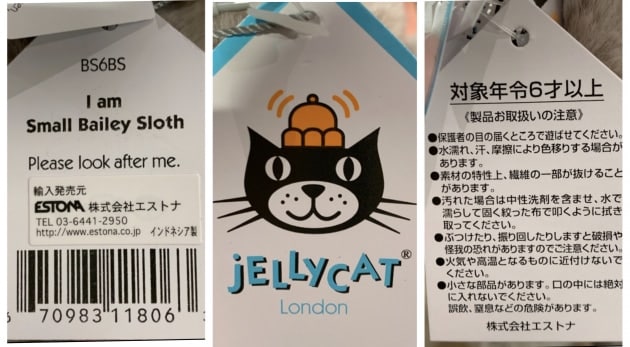 BS6BS
I am
Small Bailey Sloth
Please look after me.
輸入発売元
ESTONA 株式会社エストナ
TEL 03-6441-2950
http://www.estona.co.jp インドネシア製
70983 11806
jELLYCAT®
London
対象年令6才以上
《製品お取扱いの注意》
●保護者の目の届くところで遊ばせてください。
●水濡れ、汗、摩擦により色移りする場合が
あります。
●素材の特性上、繊維の一部が抜けること
があります。
●汚れた場合は中性洗剤を含ませ、水で
濡らして固く絞った布で叩くように拭き
取ってください。
●ぶつけたり、振り回したりしますと破損や
怪我の恐れがありますのでご注意ください。
●火気や高温となるものに近付けないで
ください。
●小さな部品があります。口の中には絶対
に入れないでください。
誤飲、窒息などの危険があります。
株式会社エストナ